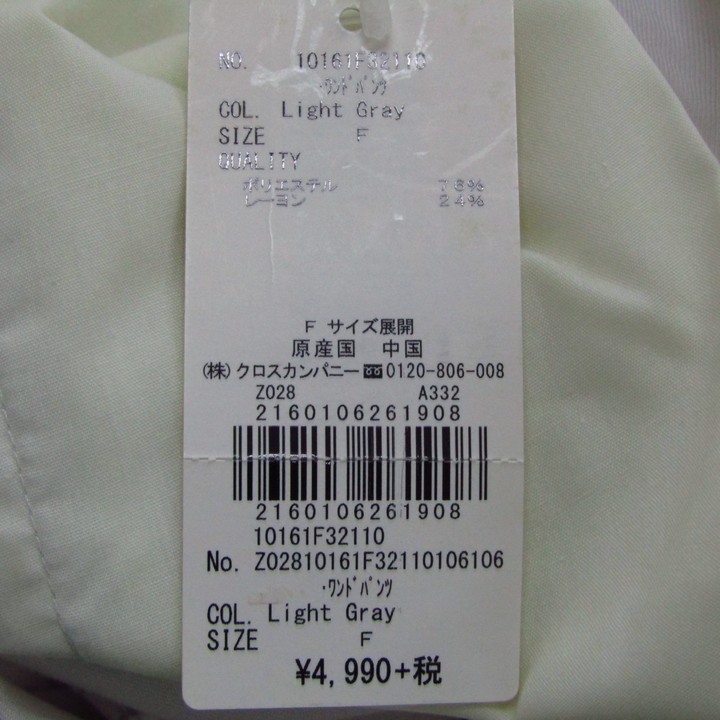 NO. 10161F32110
･ワンドパンツ
COL. Light Gray
SIZE F
QUALITY
ポリエステル 76%
レーヨン 24%
F サイズ展開
原産国 中国
(株) クロスカンパニー☎0120-806-008
Z028 A332
2160106261908
2160106261908
10161F32110
No. Z02810161F32110106106
･ワンドパンツ
COL. Light Gray
SIZE F
¥4,990+税